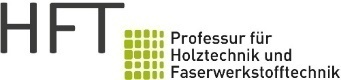 HFT
Professur für
Holztechnik und
Faserwerkstofftechnik